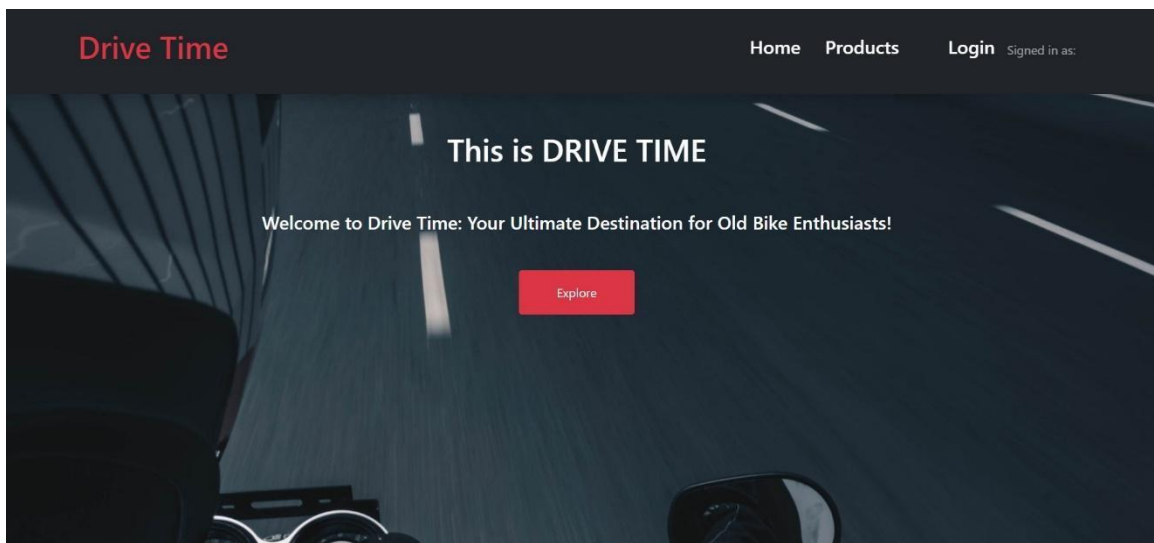 Drive Time
Home Products Login Signed in as:
This is DRIVE TIME
Welcome to Drive Time: Your Ultimate Destination for Old Bike Enthusiasts!
Explore